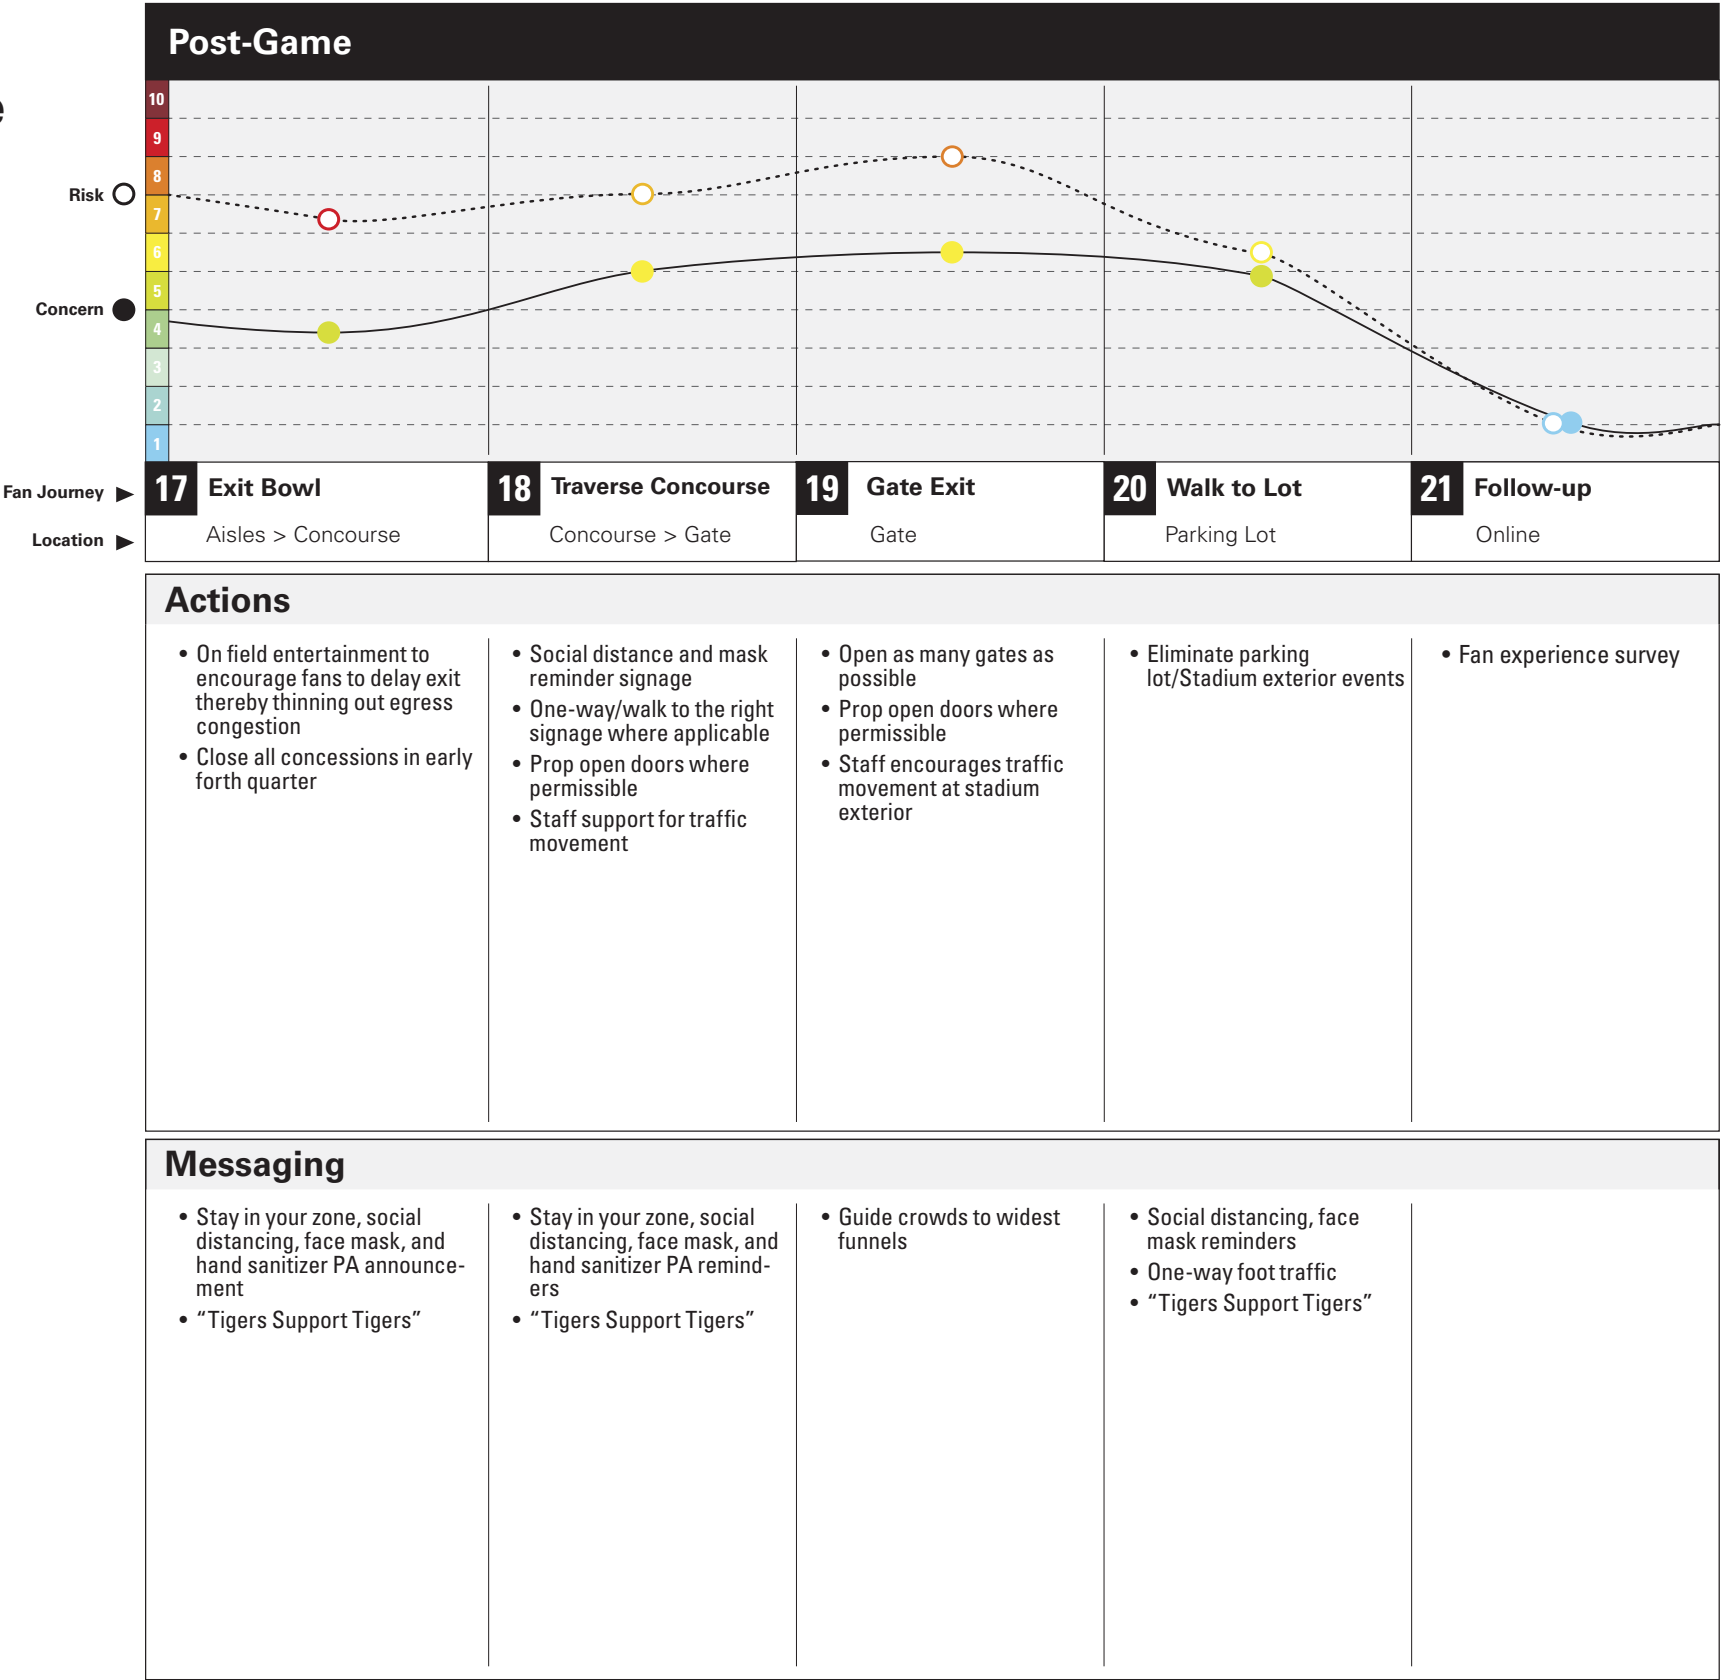 Post-Game
e
10
9
8
7
6
5
4
3
2
1
Risk
Concern
Fan Journey
17 Exit Bowl
18 Traverse Concourse
19 Gate Exit
20 Walk to Lot
21 Follow-up
Location
Aisles > Concourse
Concourse > Gate
Gate
Parking Lot
Online
Actions
• On field entertainment to
encourage fans to delay exit
thereby thinning out egress
congestion
• Close all concessions in early
forth quarter
• Social distance and mask
reminder signage
• One-way/walk to the right
signage where applicable
• Prop open doors where
permissible
• Staff support for traffic
movement
• Open as many gates as
possible
• Prop open doors where
permissible
• Staff encourages traffic
movement at stadium
exterior
• Eliminate parking
lot/Stadium exterior events
• Fan experience survey
Messaging
• Stay in your zone, social
distancing, face mask, and
hand sanitizer PA announce-
ment
• “Tigers Support Tigers”
• Stay in your zone, social
distancing, face mask, and
hand sanitizer PA remind-
ers
• “Tigers Support Tigers”
• Guide crowds to widest
funnels
• Social distancing, face
mask reminders
• One-way foot traffic
• “Tigers Support Tigers”